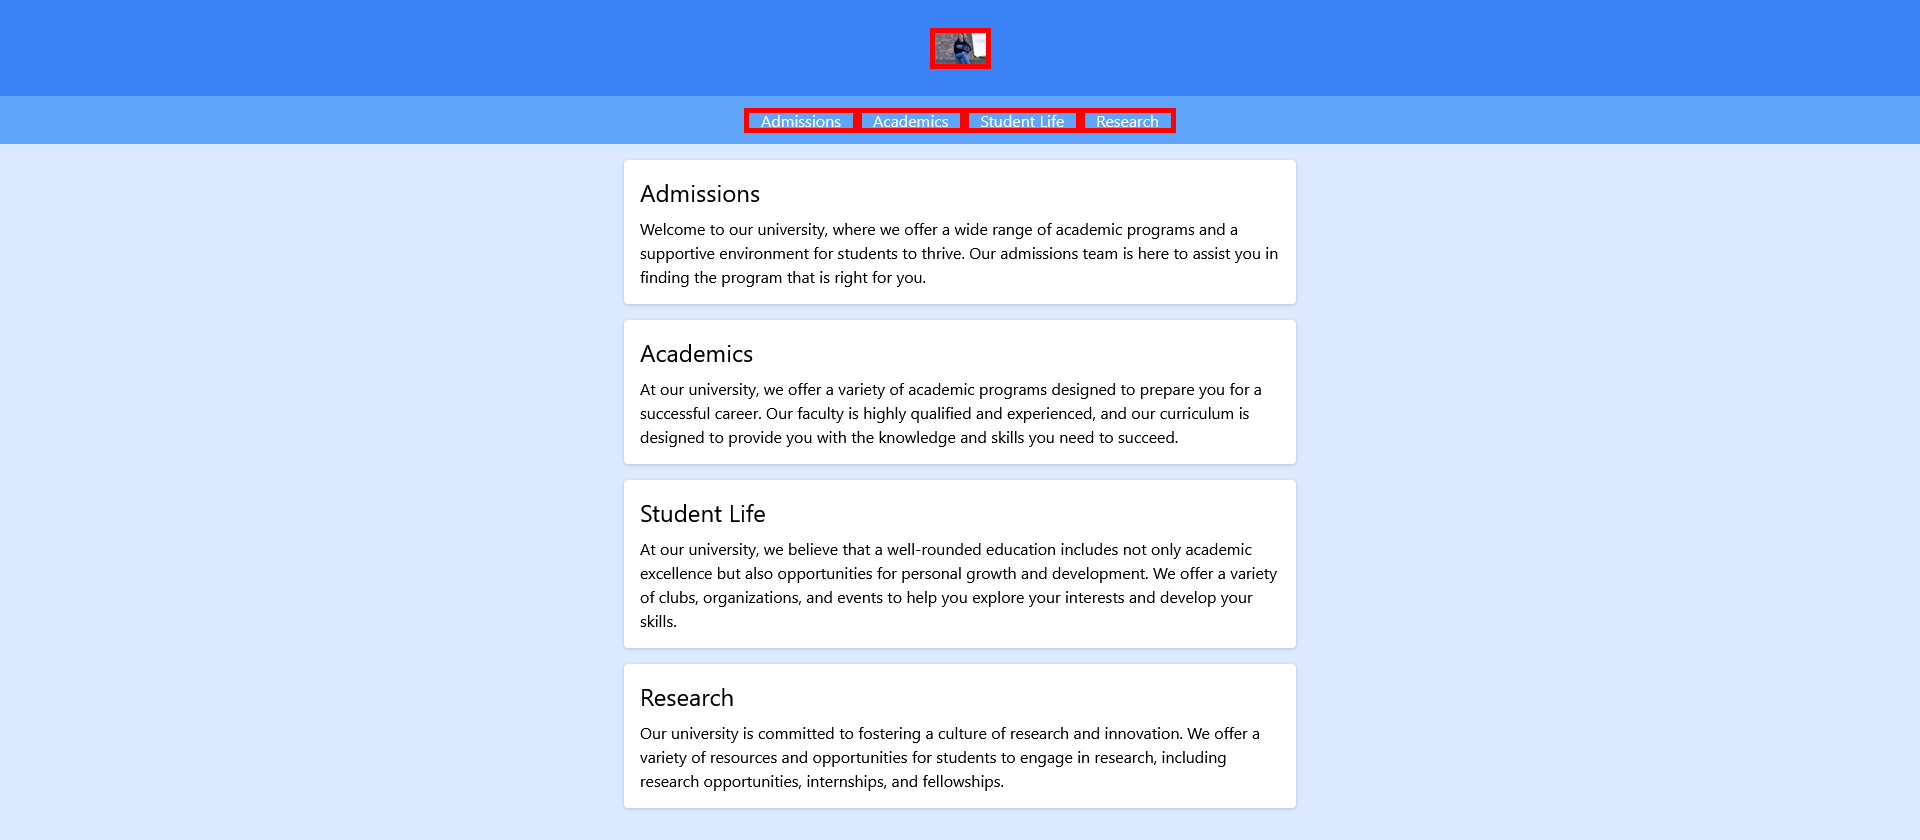 Admissions Academics Student Life Research
Admissions
Welcome to our university, where we offer a wide range of academic programs and a
supportive environment for students to thrive. Our admissions team is here to assist you in
finding the program that is right for you.
Academics
At our university, we offer a variety of academic programs designed to prepare you for a
successful career. Our faculty is highly qualified and experienced, and our curriculum is
designed to provide you with the knowledge and skills you need to succeed.
Student Life
At our university, we believe that a well-rounded education includes not only academic
excellence but also opportunities for personal growth and development. We offer a variety
of clubs, organizations, and events to help you explore your interests and develop your
skills.
Research
Our university is committed to fostering a culture of research and innovation. We offer a
variety of resources and opportunities for students to engage in research, including
research opportunities, internships, and fellowships.